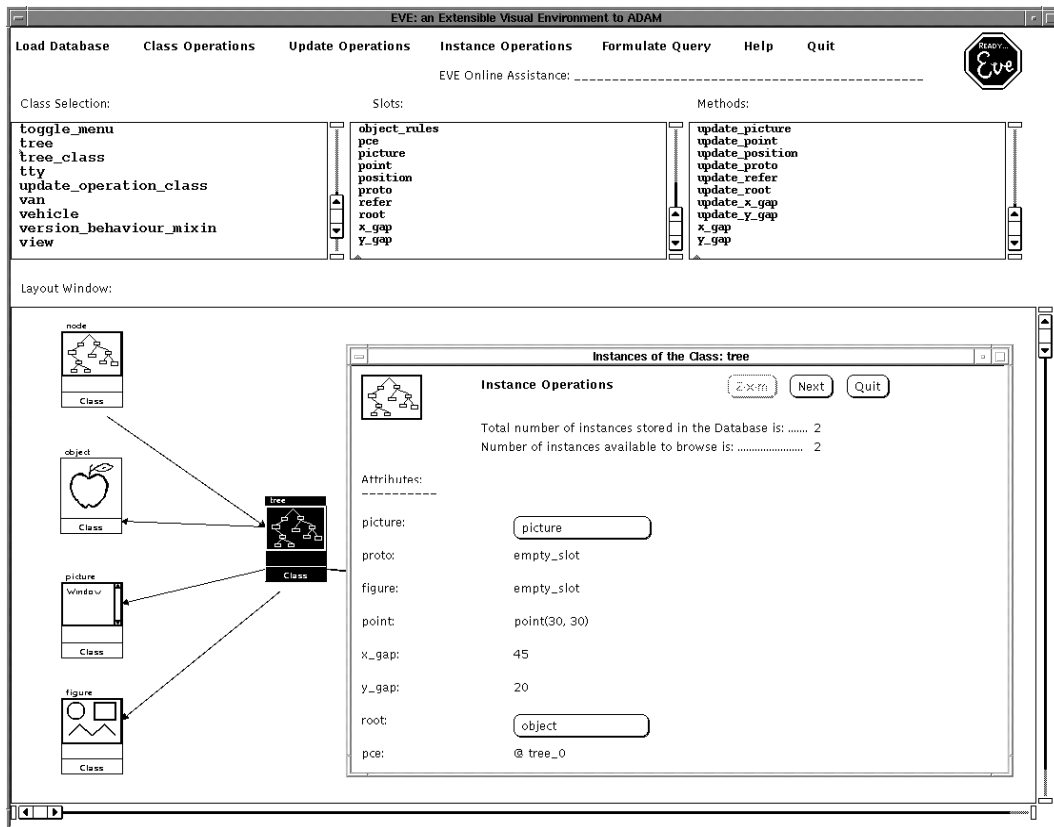 EVE: an Extensible Visual Environment to ADAM
Load Database Class Operations Update Operations Instance Operations Formulate Query Help Quit
READY...
Eve
EVE Online Assistance:
Class Selection:
toggle_menu
tree
tree_class
tty
update_operation_class
van
vehicle
version_behaviour_mixin
view
Slots:
object_rules
pce
picture
point
position
proto
refer
root
x_gap
y_gap
Methods:
update_picture
update_point
update_position
update_proto
update_refer
update_root
update_x_gap
update_y_gap
x_gap
y_gap
Layout Window:
node
Class
object
Class
picture
Window
Class
figure
Class
tree
Class
Instances of the Class: tree
Instance Operations
Next
Quit
Total number of instances stored in the Database is: ....... 2
Number of instances available to browse is: ...................... 2
Attributes:
picture: picture
proto: empty_slot
figure: empty_slot
point: point(30, 30)
x_gap: 45
y_gap: 20
root: object
pce: @ tree_0